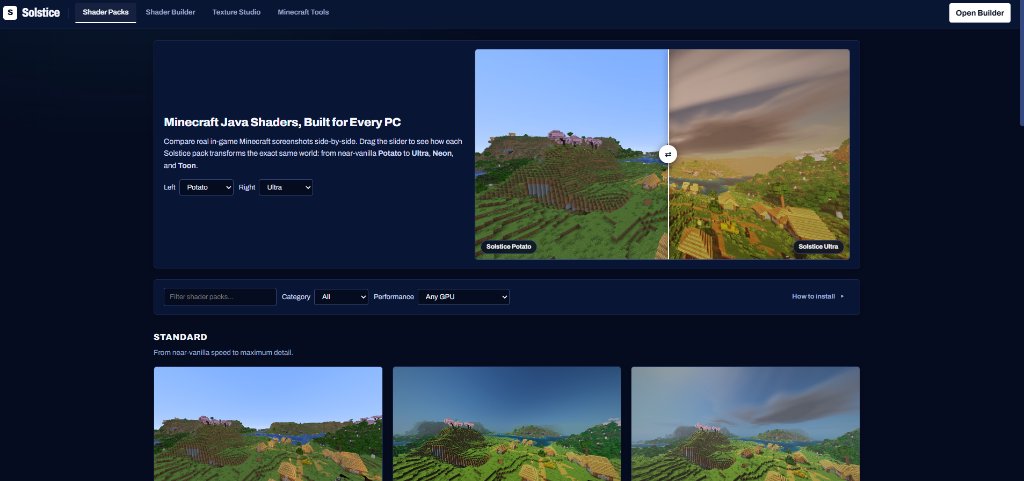 S Solstice
Shader Packs
Shader Builder
Texture Studio
Minecraft Tools
Open Builder
Minecraft Java Shaders, Built for Every PC
Compare real in-game Minecraft screenshots side-by-side. Drag the slider to see how each
Solstice pack transforms the exact same world: from near-vanilla Potato to Ultra, Neon,
and Toon.
Left Potato Right Ultra
Solstice Potato
Solstice Ultra
Filter shader packs...
Category All Performance Any GPU
How to install
STANDARD
From near-vanilla speed to maximum detail.